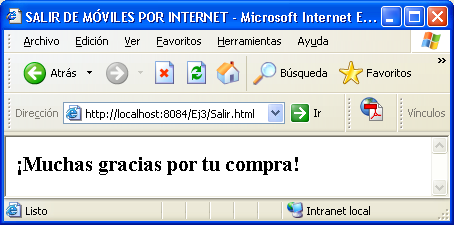 SALIR DE MÓVILES POR INTERNET - Microsoft Internet E...
Archivo Edición Ver Favoritos Herramientas Ayuda
Atrás Búsqueda Favoritos
Dirección http://localhost:8084/Ej3/Salir.html Ir Vínculos
¡Muchas gracias por tu compra!
Listo Intranet local